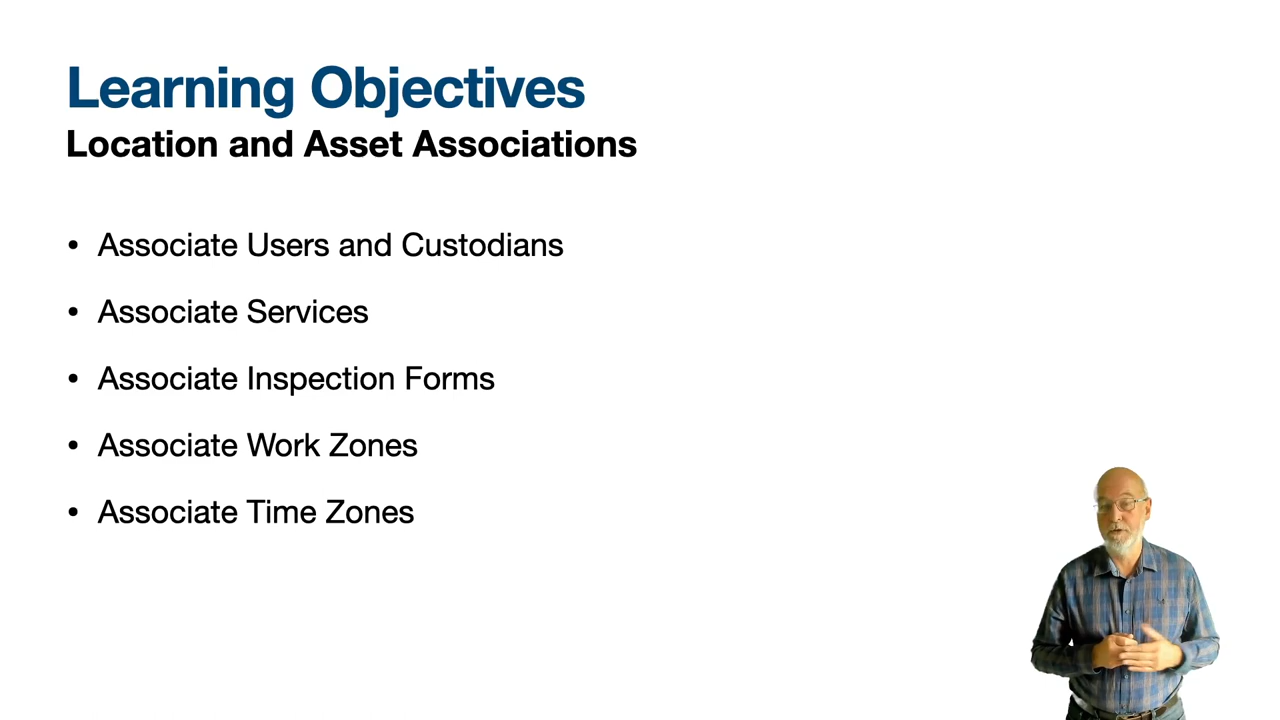 Learning Objectives
Location and Asset Associations
• Associate Users and Custodians
• Associate Services
• Associate Inspection Forms
• Associate Work Zones
• Associate Time Zones